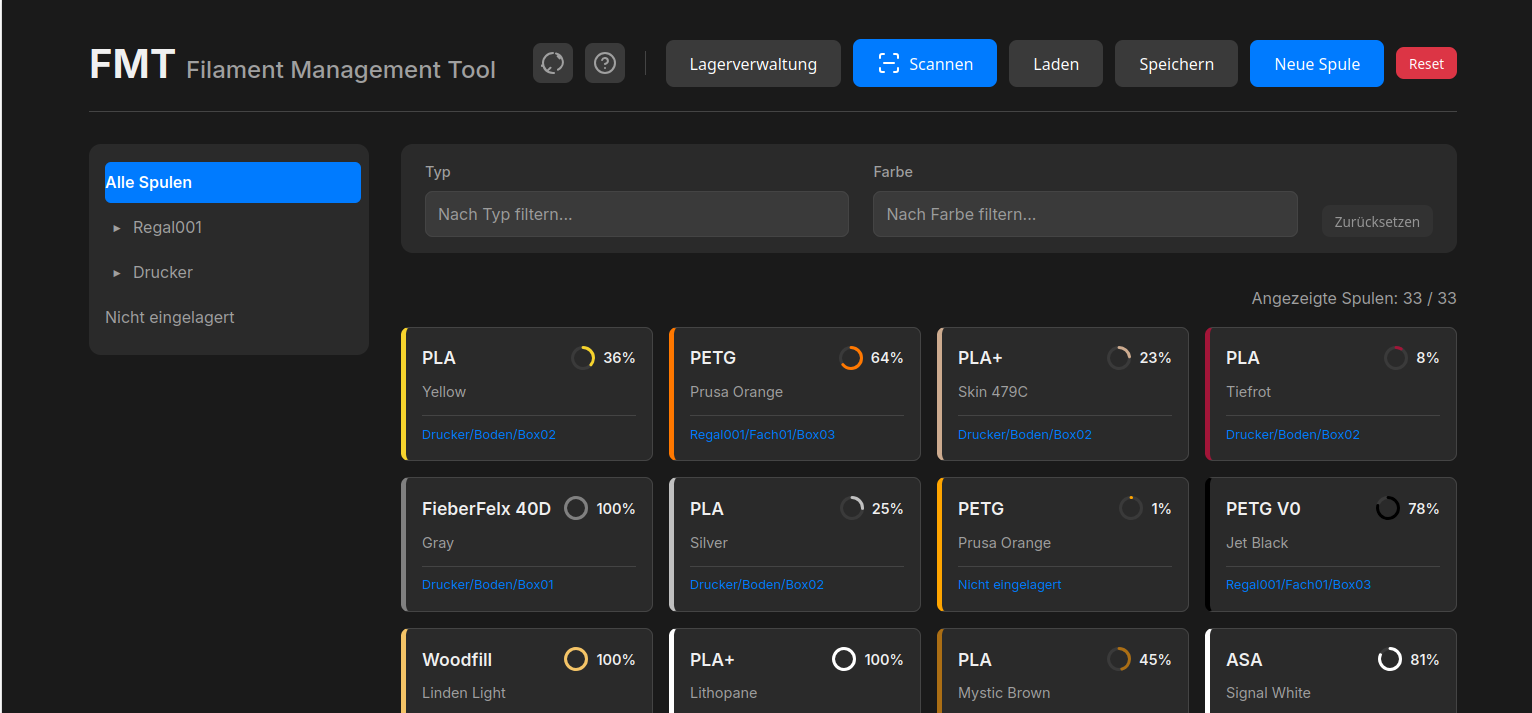 FMT Filament Management Tool
Lagerverwaltung
Scannen
Laden
Speichern
Neue Spule
Reset
Alle Spulen
Regal001
Drucker
Nicht eingelagert
Typ
Nach Typ filtern...
Farbe
Nach Farbe filtern...
Zurücksetzen
Angezeigte Spulen: 33 / 33
PLA 36%
Yellow
Drucker/Boden/Box02
PETG 64%
Prusa Orange
Regal001/Fach01/Box03
PLA+ 23%
Skin 479C
Drucker/Boden/Box02
PLA 8%
Tiefrot
Drucker/Boden/Box02
FieberFelx 40D 100%
Gray
Drucker/Boden/Box01
PLA 25%
Silver
Drucker/Boden/Box02
PETG 1%
Prusa Orange
Nicht eingelagert
PETG V0 78%
Jet Black
Regal001/Fach01/Box03
Woodfill 100%
Linden Light
PLA+ 100%
Lithopane
PLA 45%
Mystic Brown
ASA 81%
Signal White